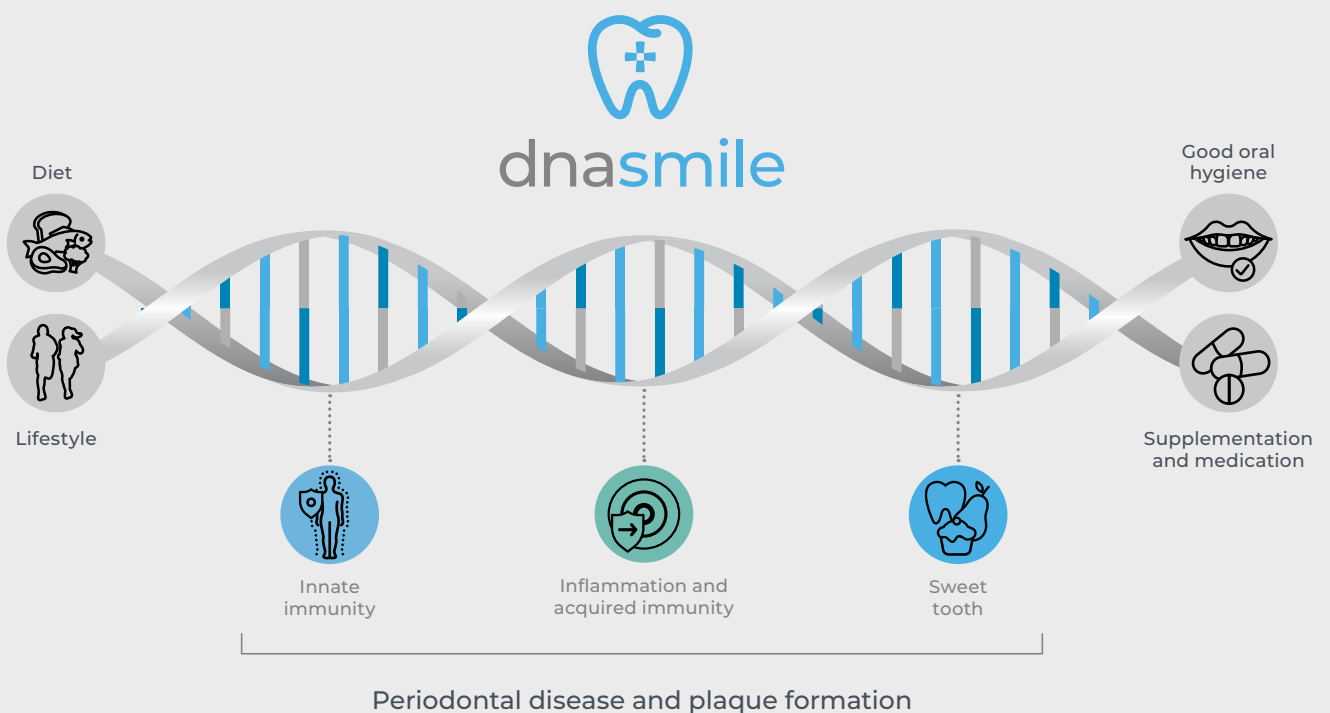 dnasmile
Diet
Good oral
hygiene
Lifestyle
Supplementation
and medication
Innate
immunity
Inflammation and
acquired immunity
Sweet
tooth
Periodontal disease and plaque formation